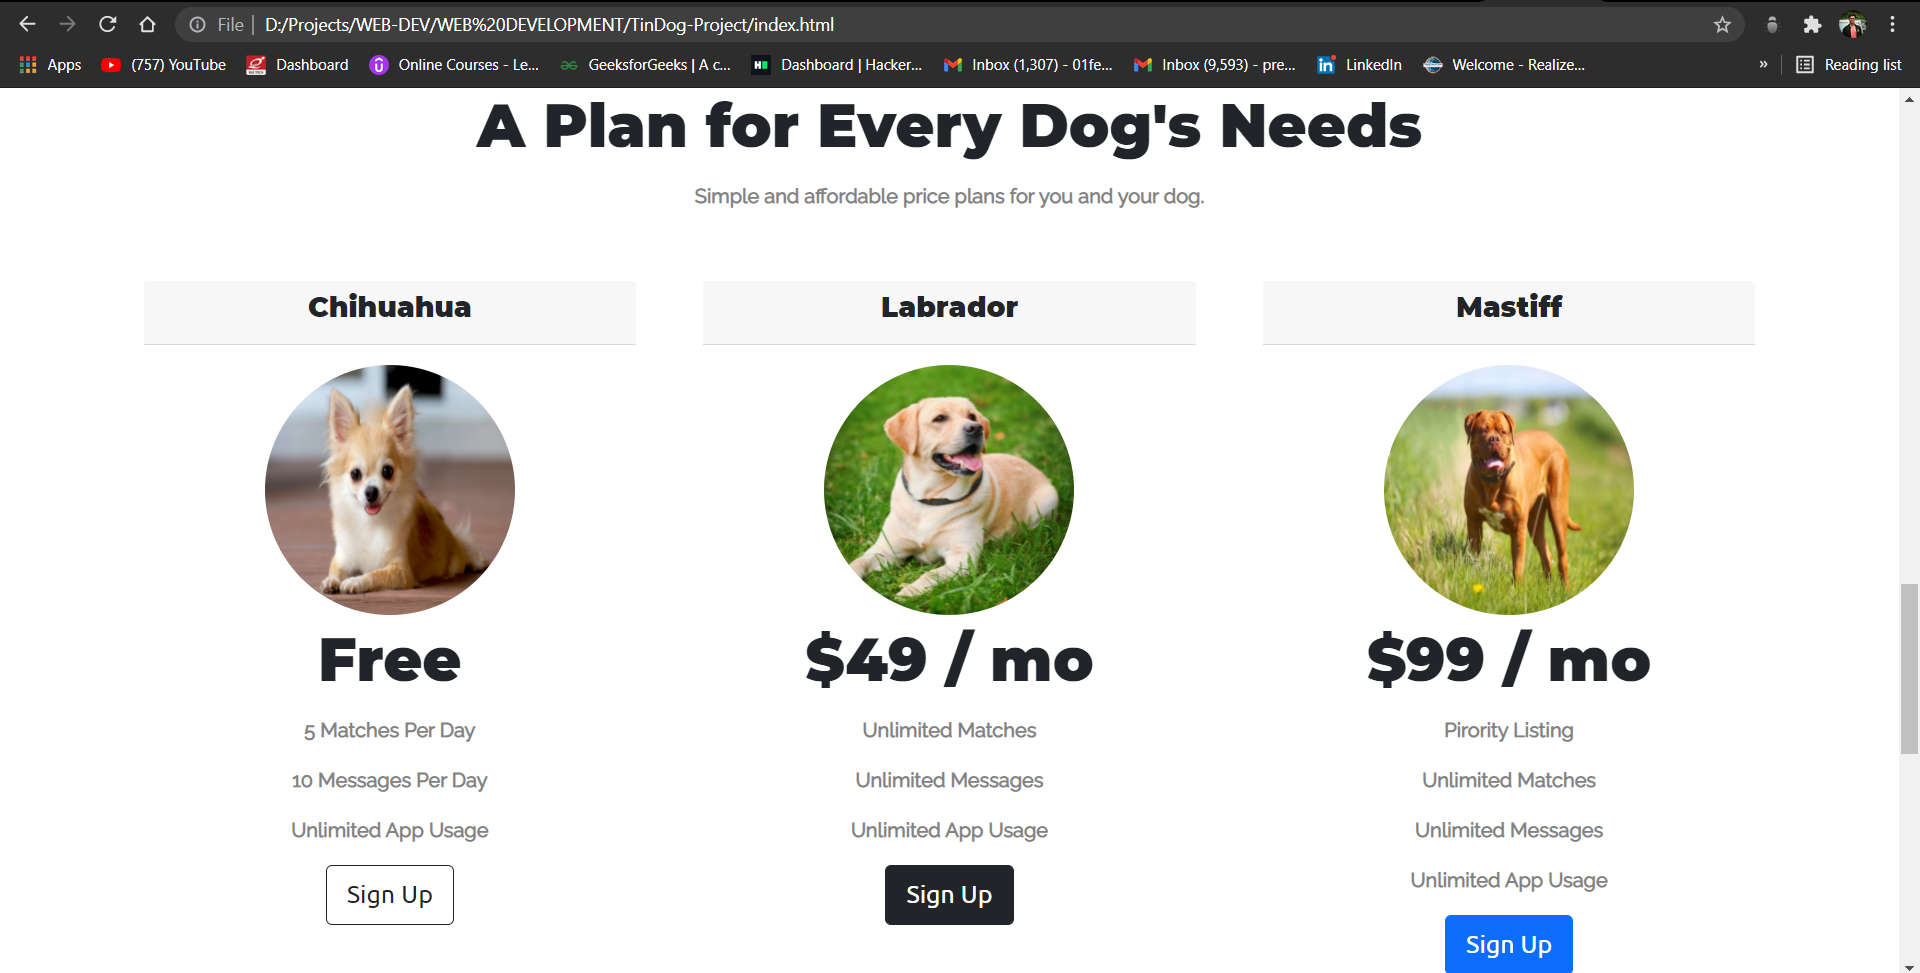 File | D:/Projects/WEB-DEV/WEB%20DEVELOPMENT/TinDog-Project/index.html
Apps (757) YouTube Dashboard Online Courses - Le... GeeksforGeeks | A c... Dashboard | Hacker... Inbox (1,307) - 01fe... Inbox (9,593) - pre... LinkedIn Welcome - Realize... » Reading list
A Plan for Every Dog's Needs
Simple and affordable price plans for you and your dog.
Chihuahua
Free
5 Matches Per Day
10 Messages Per Day
Unlimited App Usage
Sign Up
Labrador
$49 / mo
Unlimited Matches
Unlimited Messages
Unlimited App Usage
Sign Up
Mastiff
$99 / mo
Pirority Listing
Unlimited Matches
Unlimited Messages
Unlimited App Usage
Sign Up